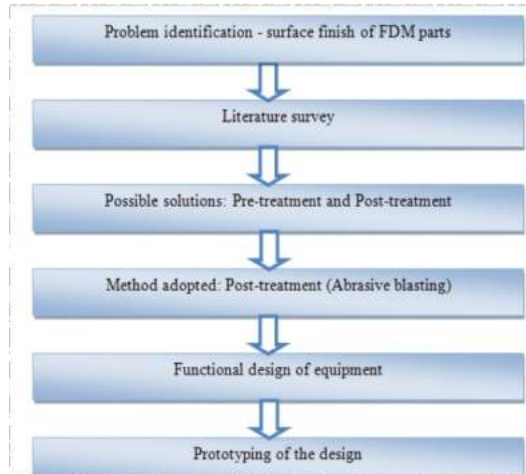 Problem identification - surface finish of FDM parts
Literature survey
Possible solutions: Pre-treatment and Post-treatment
Method adopted: Post-treatment (Abrasive blasting)
Functional design of equipment
Prototyping of the design